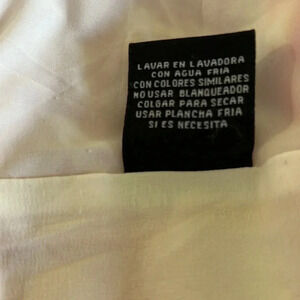 LAVAR EN LAVADORA
CON AGUA FRIA
CON COLORES SIMILARES
NO USAR BLANQUEADOR
COLGAR PARA SECAR
USAR PLANCHA FRIA
SI ES NECESITA